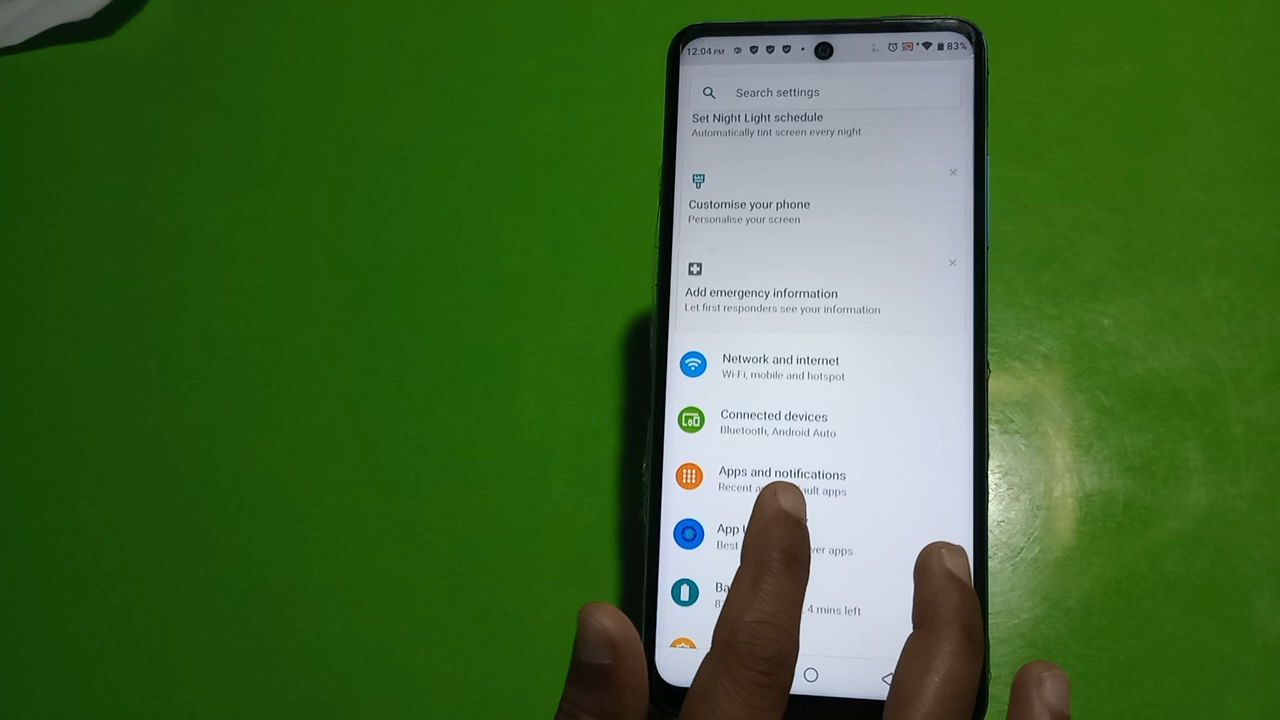 12:04 PM 83%
Search settings
Set Night Light schedule
Automatically tint screen every night
Customise your phone
Personalise your screen
Add emergency information
Let first responders see your information
Network and internet
Wi-Fi, mobile and hotspot
Connected devices
Bluetooth, Android Auto
Apps and notifications
Recent apps
App
Best apps
4 mins left